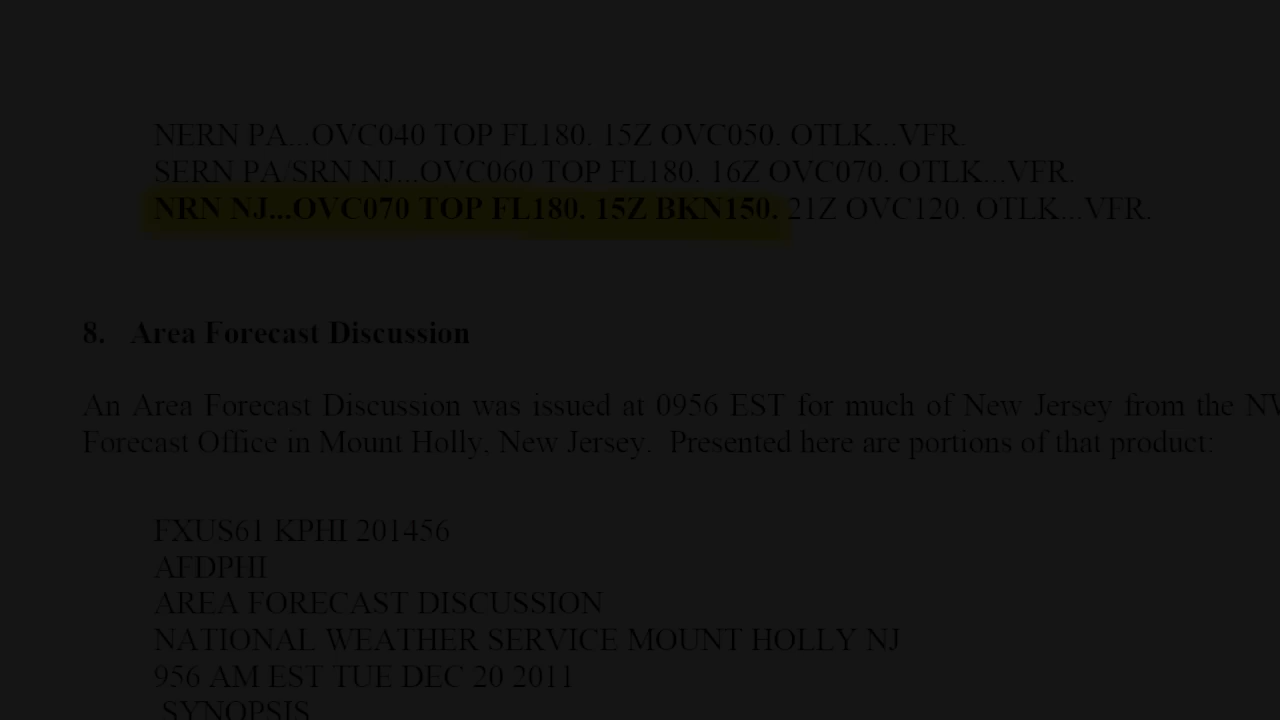 NERN PA...OVC040 TOP FL180. 15Z OVC050. OTLK...VFR.
SERN PA/SRN NJ...OVC060 TOP FL180. 16Z OVC070. OTLK...VFR.
NRN NJ...OVC070 TOP FL180. 15Z BKN150. 21Z OVC120. OTLK...VFR.
8. Area Forecast Discussion
An Area Forecast Discussion was issued at 0956 EST for much of New Jersey from the
Forecast Office in Mount Holly, New Jersey. Presented here are portions of that product:
FXUS61 KPHI 201456
AFDPHI
AREA FORECAST DISCUSSION
NATIONAL WEATHER SERVICE MOUNT HOLLY NJ
956 AM EST TUE DEC 20 2011
SYNOPSIS